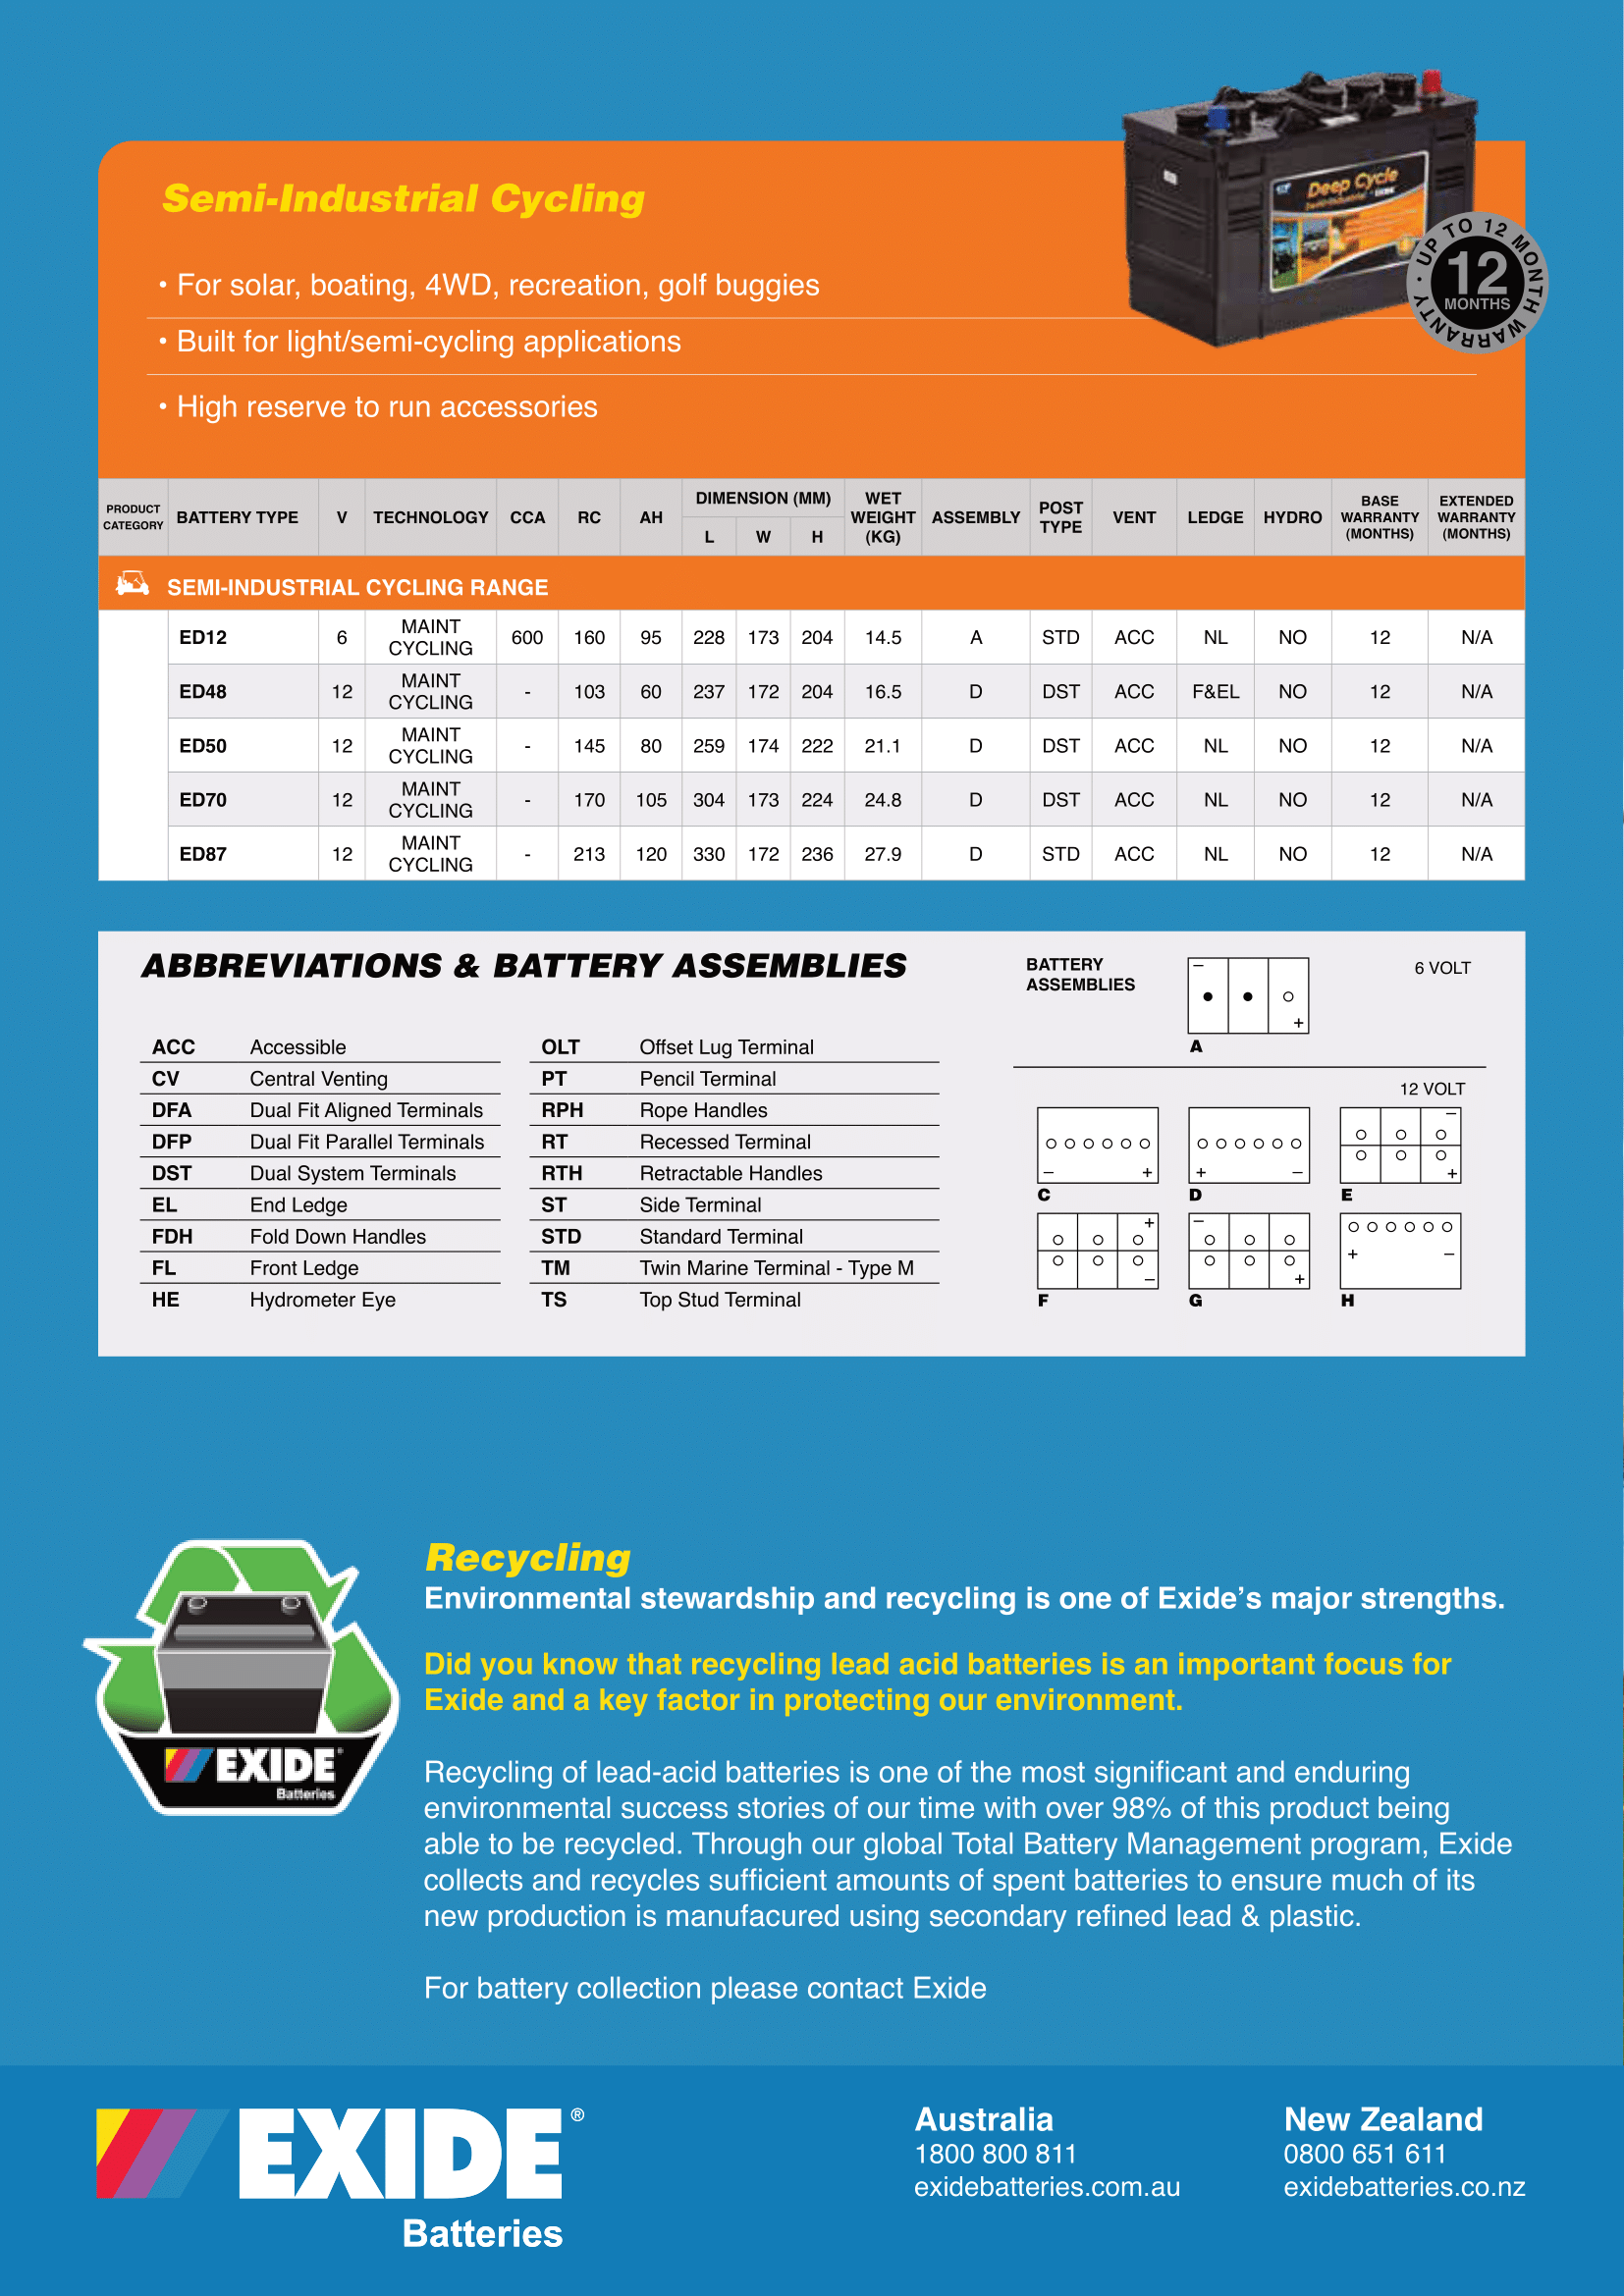 Deep Cycle
UP TO 12 MONTH WARRANTY
12
MONTHS
Semi-Industrial Cycling
• For solar, boating, 4WD, recreation, golf buggies
• Built for light/semi-cycling applications
• High reserve to run accessories
PRODUCT CATEGORY BATTERY TYPE V TECHNOLOGY CCA RC AH DIMENSION (MM) L W H WET WEIGHT (KG) ASSEMBLY POST TYPE VENT LEDGE HYDRO BASE WARRANTY (MONTHS) EXTENDED WARRANTY (MONTHS)
SEMI-INDUSTRIAL CYCLING RANGE
ED12 6 MAINT CYCLING 600 160 95 228 173 204 14.5 A STD ACC NL NO 12 N/A
ED48 12 MAINT CYCLING - 103 60 237 172 204 16.5 D DST ACC F&EL NO 12 N/A
ED50 12 MAINT CYCLING - 145 80 259 174 222 21.1 D DST ACC NL NO 12 N/A
ED70 12 MAINT CYCLING - 170 105 304 173 224 24.8 D DST ACC NL NO 12 N/A
ED87 12 MAINT CYCLING - 213 120 330 172 236 27.9 D STD ACC NL NO 12 N/A
ABBREVIATIONS & BATTERY ASSEMBLIES
ACC Accessible
CV Central Venting
DFA Dual Fit Aligned Terminals
DFP Dual Fit Parallel Terminals
DST Dual System Terminals
EL End Ledge
FDH Fold Down Handles
FL Front Ledge
HE Hydrometer Eye
OLT Offset Lug Terminal
PT Pencil Terminal
RPH Rope Handles
RT Recessed Terminal
RTH Retractable Handles
ST Side Terminal
STD Standard Terminal
TM Twin Marine Terminal - Type M
TS Top Stud Terminal
BATTERY
ASSEMBLIES
6 VOLT
– +
A
12 VOLT
– +
+ –
– +
C D E
+ –
– +
+ –
F G H
EXIDE
Batteries
Recycling
Environmental stewardship and recycling is one of Exide's major strengths.
Did you know that recycling lead acid batteries is an important focus for
Exide and a key factor in protecting our environment.
Recycling of lead-acid batteries is one of the most significant and enduring
environmental success stories of our time with over 98% of this product being
able to be recycled. Through our global Total Battery Management program, Exide
collects and recycles sufficient amounts of spent batteries to ensure much of its
new production is manufacured using secondary refined lead & plastic.
For battery collection please contact Exide
EXIDE®
Batteries
Australia
1800 800 811
exidebatteries.com.au
New Zealand
0800 651 611
exidebatteries.co.nz